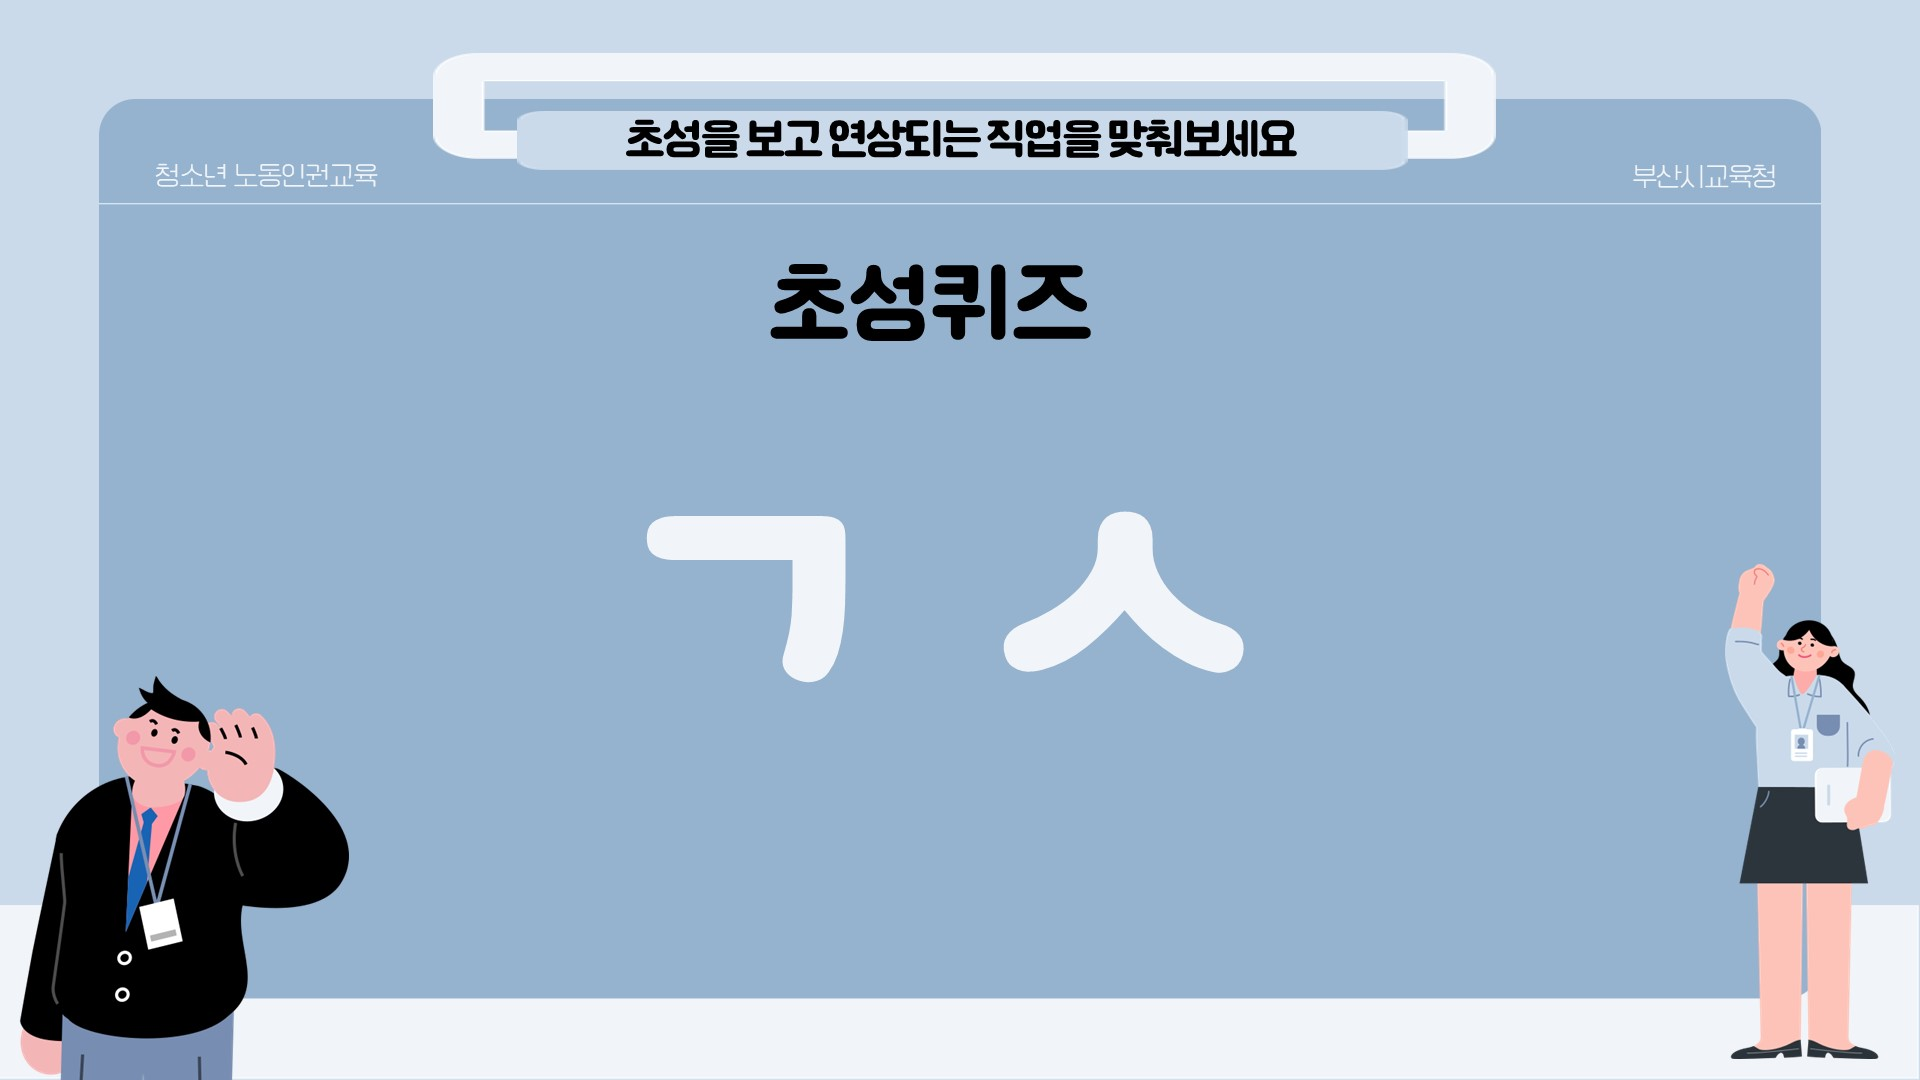 초성을 보고 연상되는 직업을 맞춰보세요
청소년 노동인권교육
부산시교육청
초성퀴즈
ㄱ ㅅ